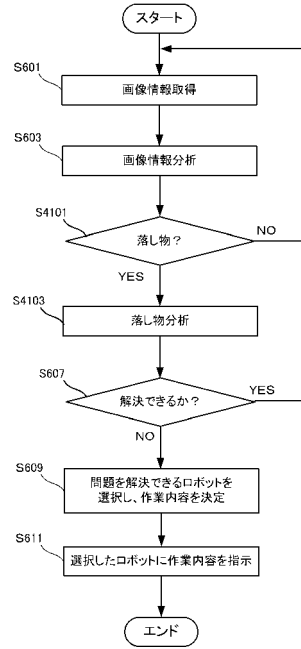 スタート
S601
画像情報取得
S603
画像情報分析
S4101
落し物？
NO
YES
S4103
落し物分析
S607
解決できるか？
YES
NO
S609
問題を解決できるロボットを
選択し、作業内容を決定
S611
選択したロボットに作業内容を指示
エンド